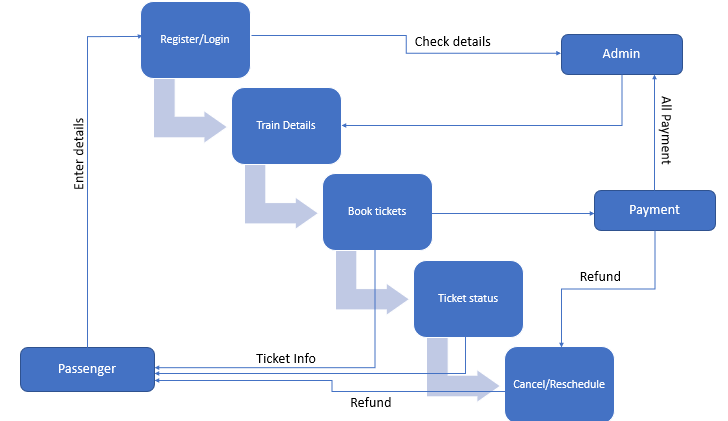 Register/Login
Check details
Admin
Train Details
Enter details
All Payment
Book tickets
Payment
Refund
Ticket status
Ticket Info
Passenger
Cancel/Reschedule
Refund